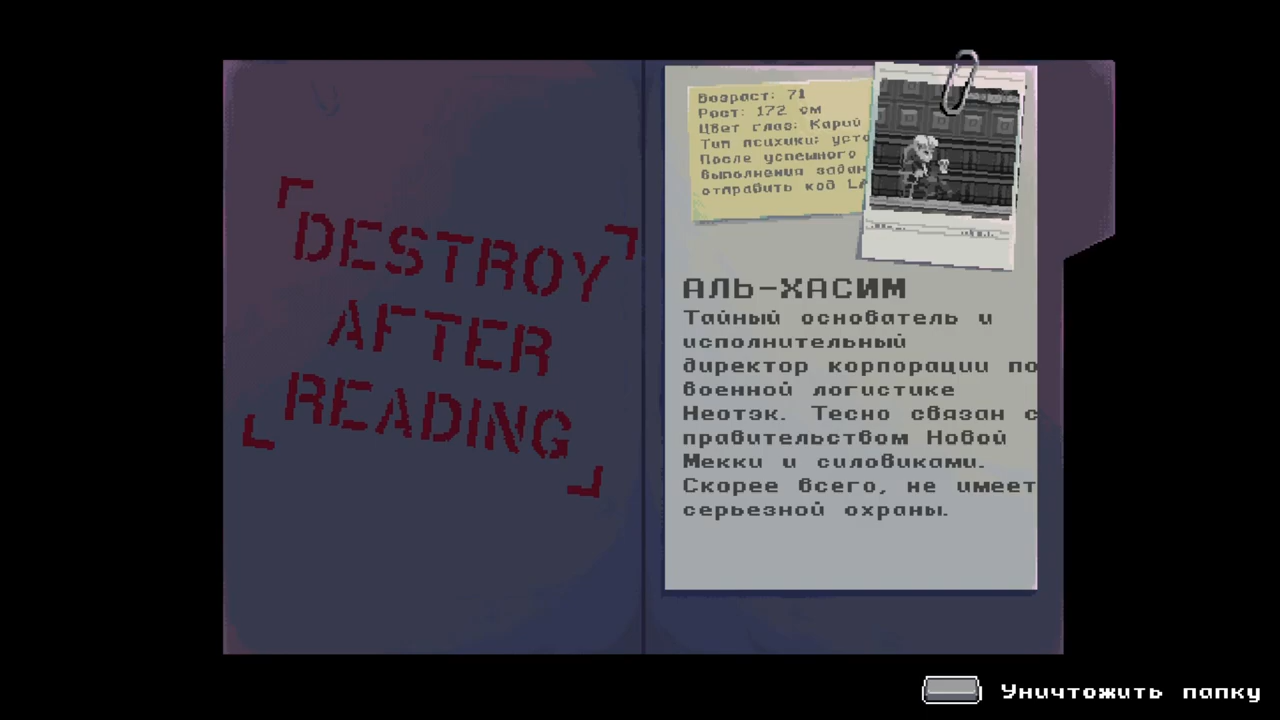 DESTROY
AFTER
READING
Возраст: 71
Рост: 172 см
Цвет глаз: Карий
Тип психики: усто
После успешного
выполнения задан
отправить код LA
АЛЬ-ХАСИМ
Тайный основатель и
исполнительный
директор корпорации по
военной логистике
Неотэк. Тесно связан с
правительством Новой
Мекки и силовиками.
Скорее всего, не имеет
серьезной охраны.
Уничтожить папку